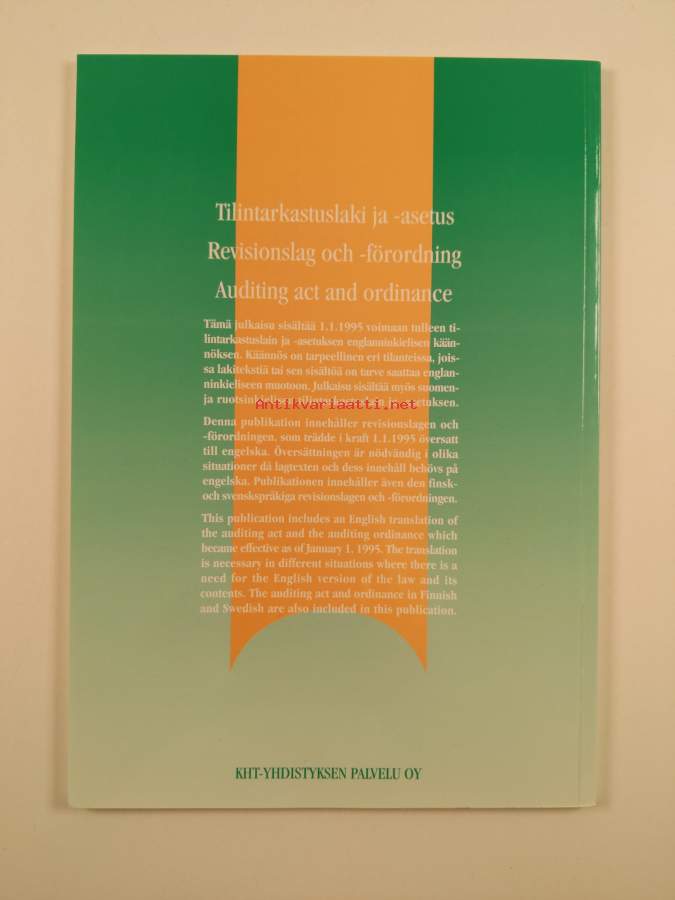 Tilintarkastuslaki ja -asetus
Revisionslag och -förordning
Auditing act and ordinance
Tämä julkaisu sisältää 1.1.1995 voimaan tulleen ti-
lintarkastuslain ja -asetuksen englanninkielisen kään-
nöksen. Käännös on tarpeellinen eri tilanteissa, jois-
sa lakitekstiä tai sen sisältöä on tarve saattaa englan-
ninkieliseen muotoon. Julkaisu sisältää myös suomen-
ja ruotsinkielisen tilintarkastuslain ja -asetuksen.
Antikvariaatti.net
Denna publikation innehåller revisionslagen och
-förordningen, som trädde i kraft 1.1.1995 översatt
till engelska. Översättningen är nödvändig i olika
situationer då lagtexten och dess innehåll behövs på
engelska. Publikationen innehåller även den finsk-
och svenskspråkiga revisionslagen och -förordningen.
This publication includes an English translation of
the auditing act and the auditing ordinance which
became effective as of January 1, 1995. The translation
is necessary in different situations where there is a
need for the English version of the law and its
contents. The auditing act and ordinance in Finnish
and Swedish are also included in this publication.
KHT-YHDISTYKSEN PALVELU OY